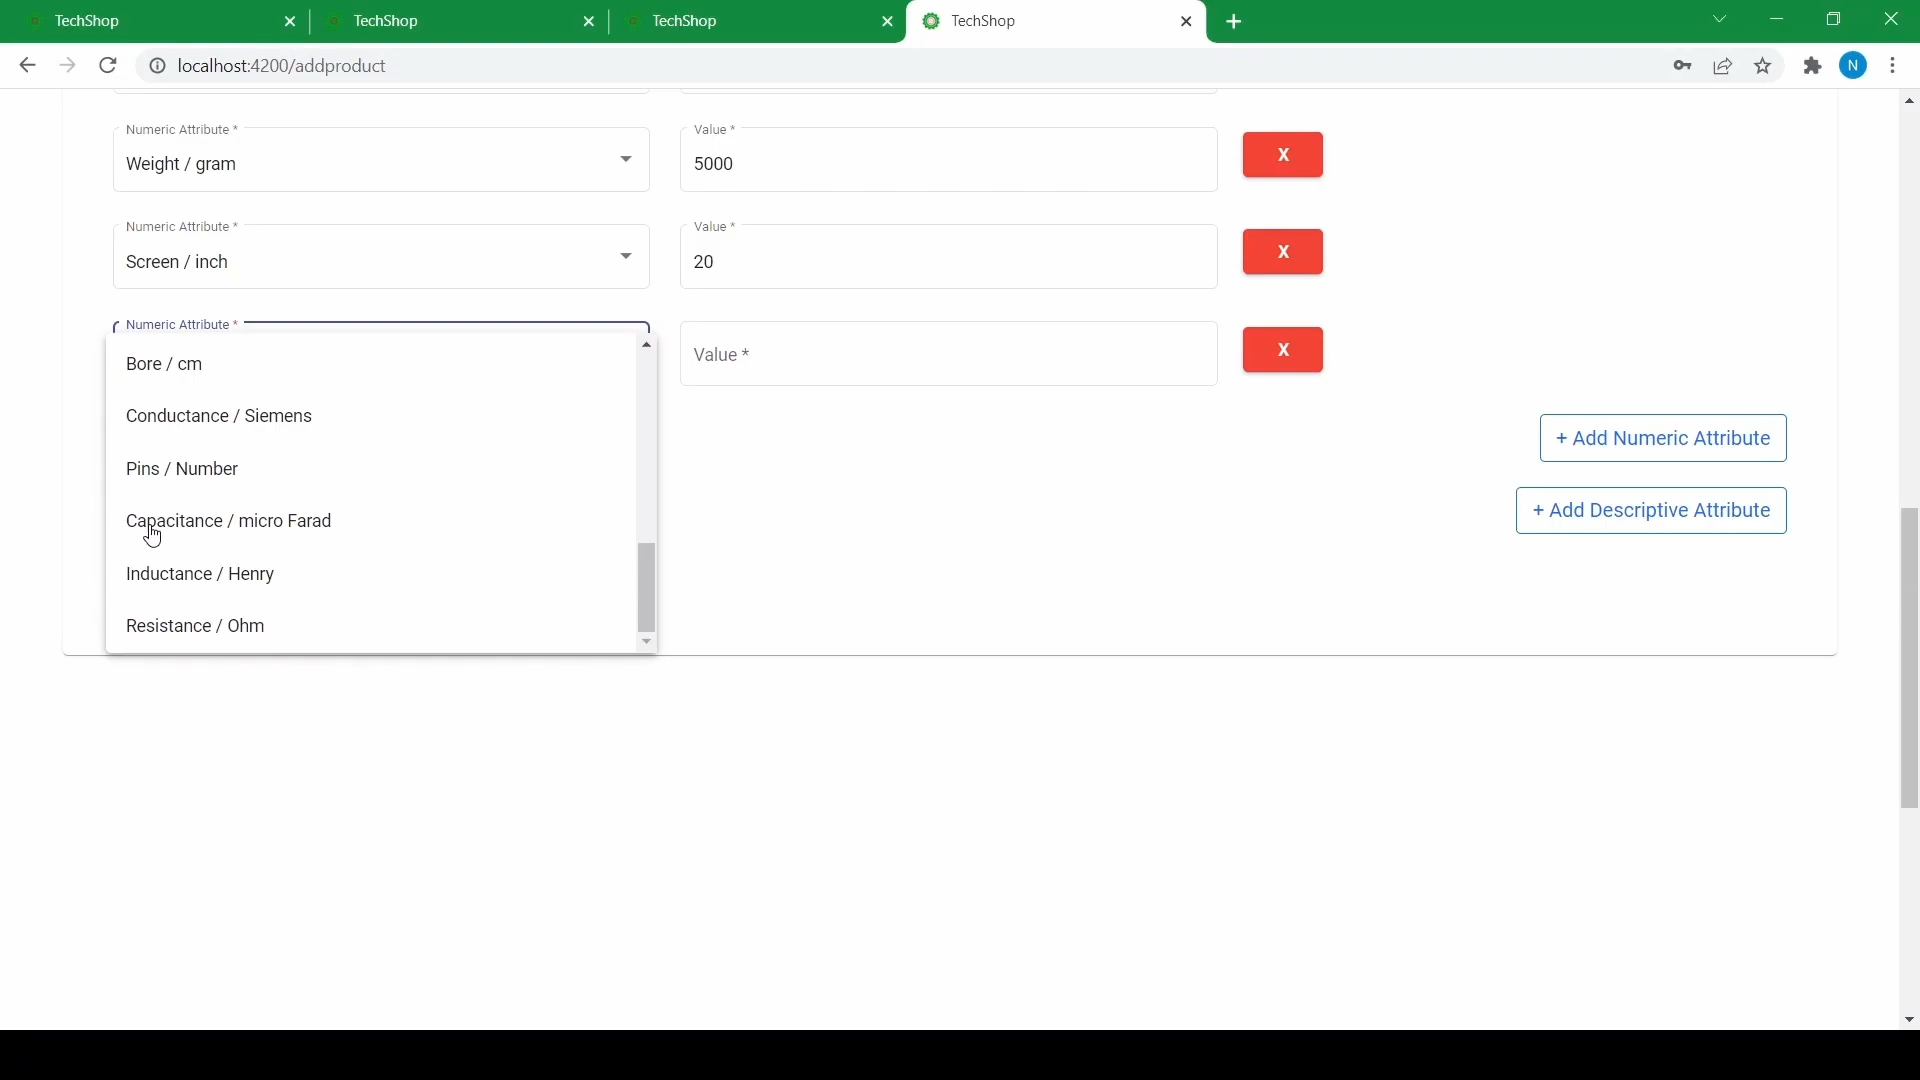 TechShop
TechShop
TechShop
TechShop
localhost:4200/addproduct
N
Numeric Attribute *
Weight / gram
Value *
5000
X
Numeric Attribute *
Screen / inch
Value *
20
X
Numeric Attribute *
Value *
X
Bore / cm
Conductance / Siemens
Pins / Number
Capacitance / micro Farad
Inductance / Henry
Resistance / Ohm
+ Add Numeric Attribute
+ Add Descriptive Attribute